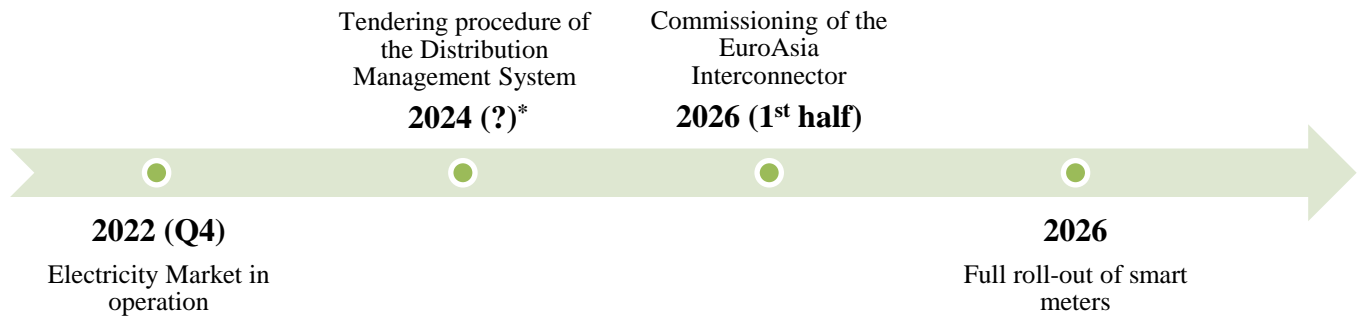 Tendering procedure of
the Distribution
Management System
2024 (?)*
Commissioning of the
EuroAsia
Interconnector
2026 (1st half)
2022 (Q4)
Electricity Market in
operation
2026
Full roll-out of smart
meters